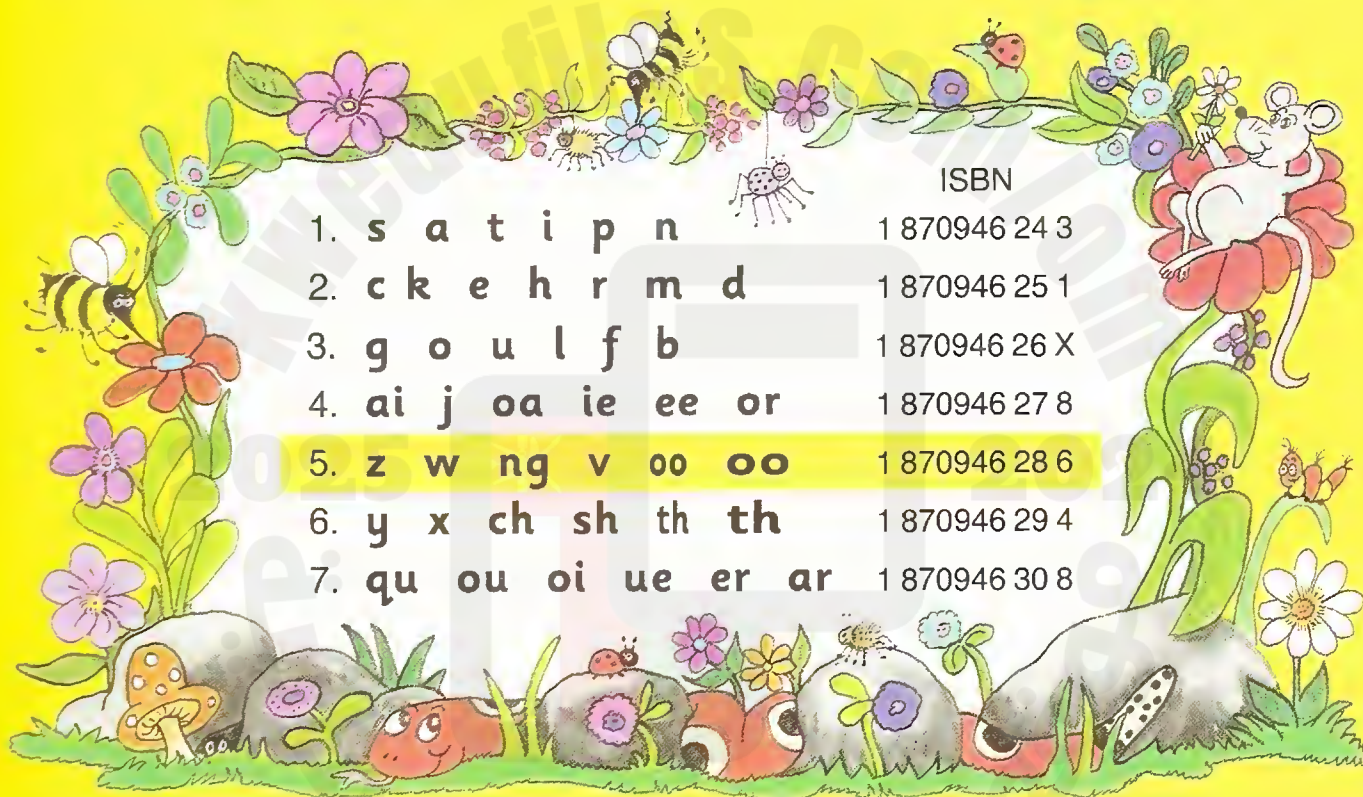 ISBN
1. s a t i p n 1 870946 24 3
2. c k e h r m d 1 870946 25 1
3. g o u l f b 1 870946 26 X
4. ai j oa ie ee or 1 870946 27 8
5. z w ng v oo oo 1 870946 28 6
6. y x ch sh th th 1 870946 29 4
7. qu ou oi ue er ar 1 870946 30 8